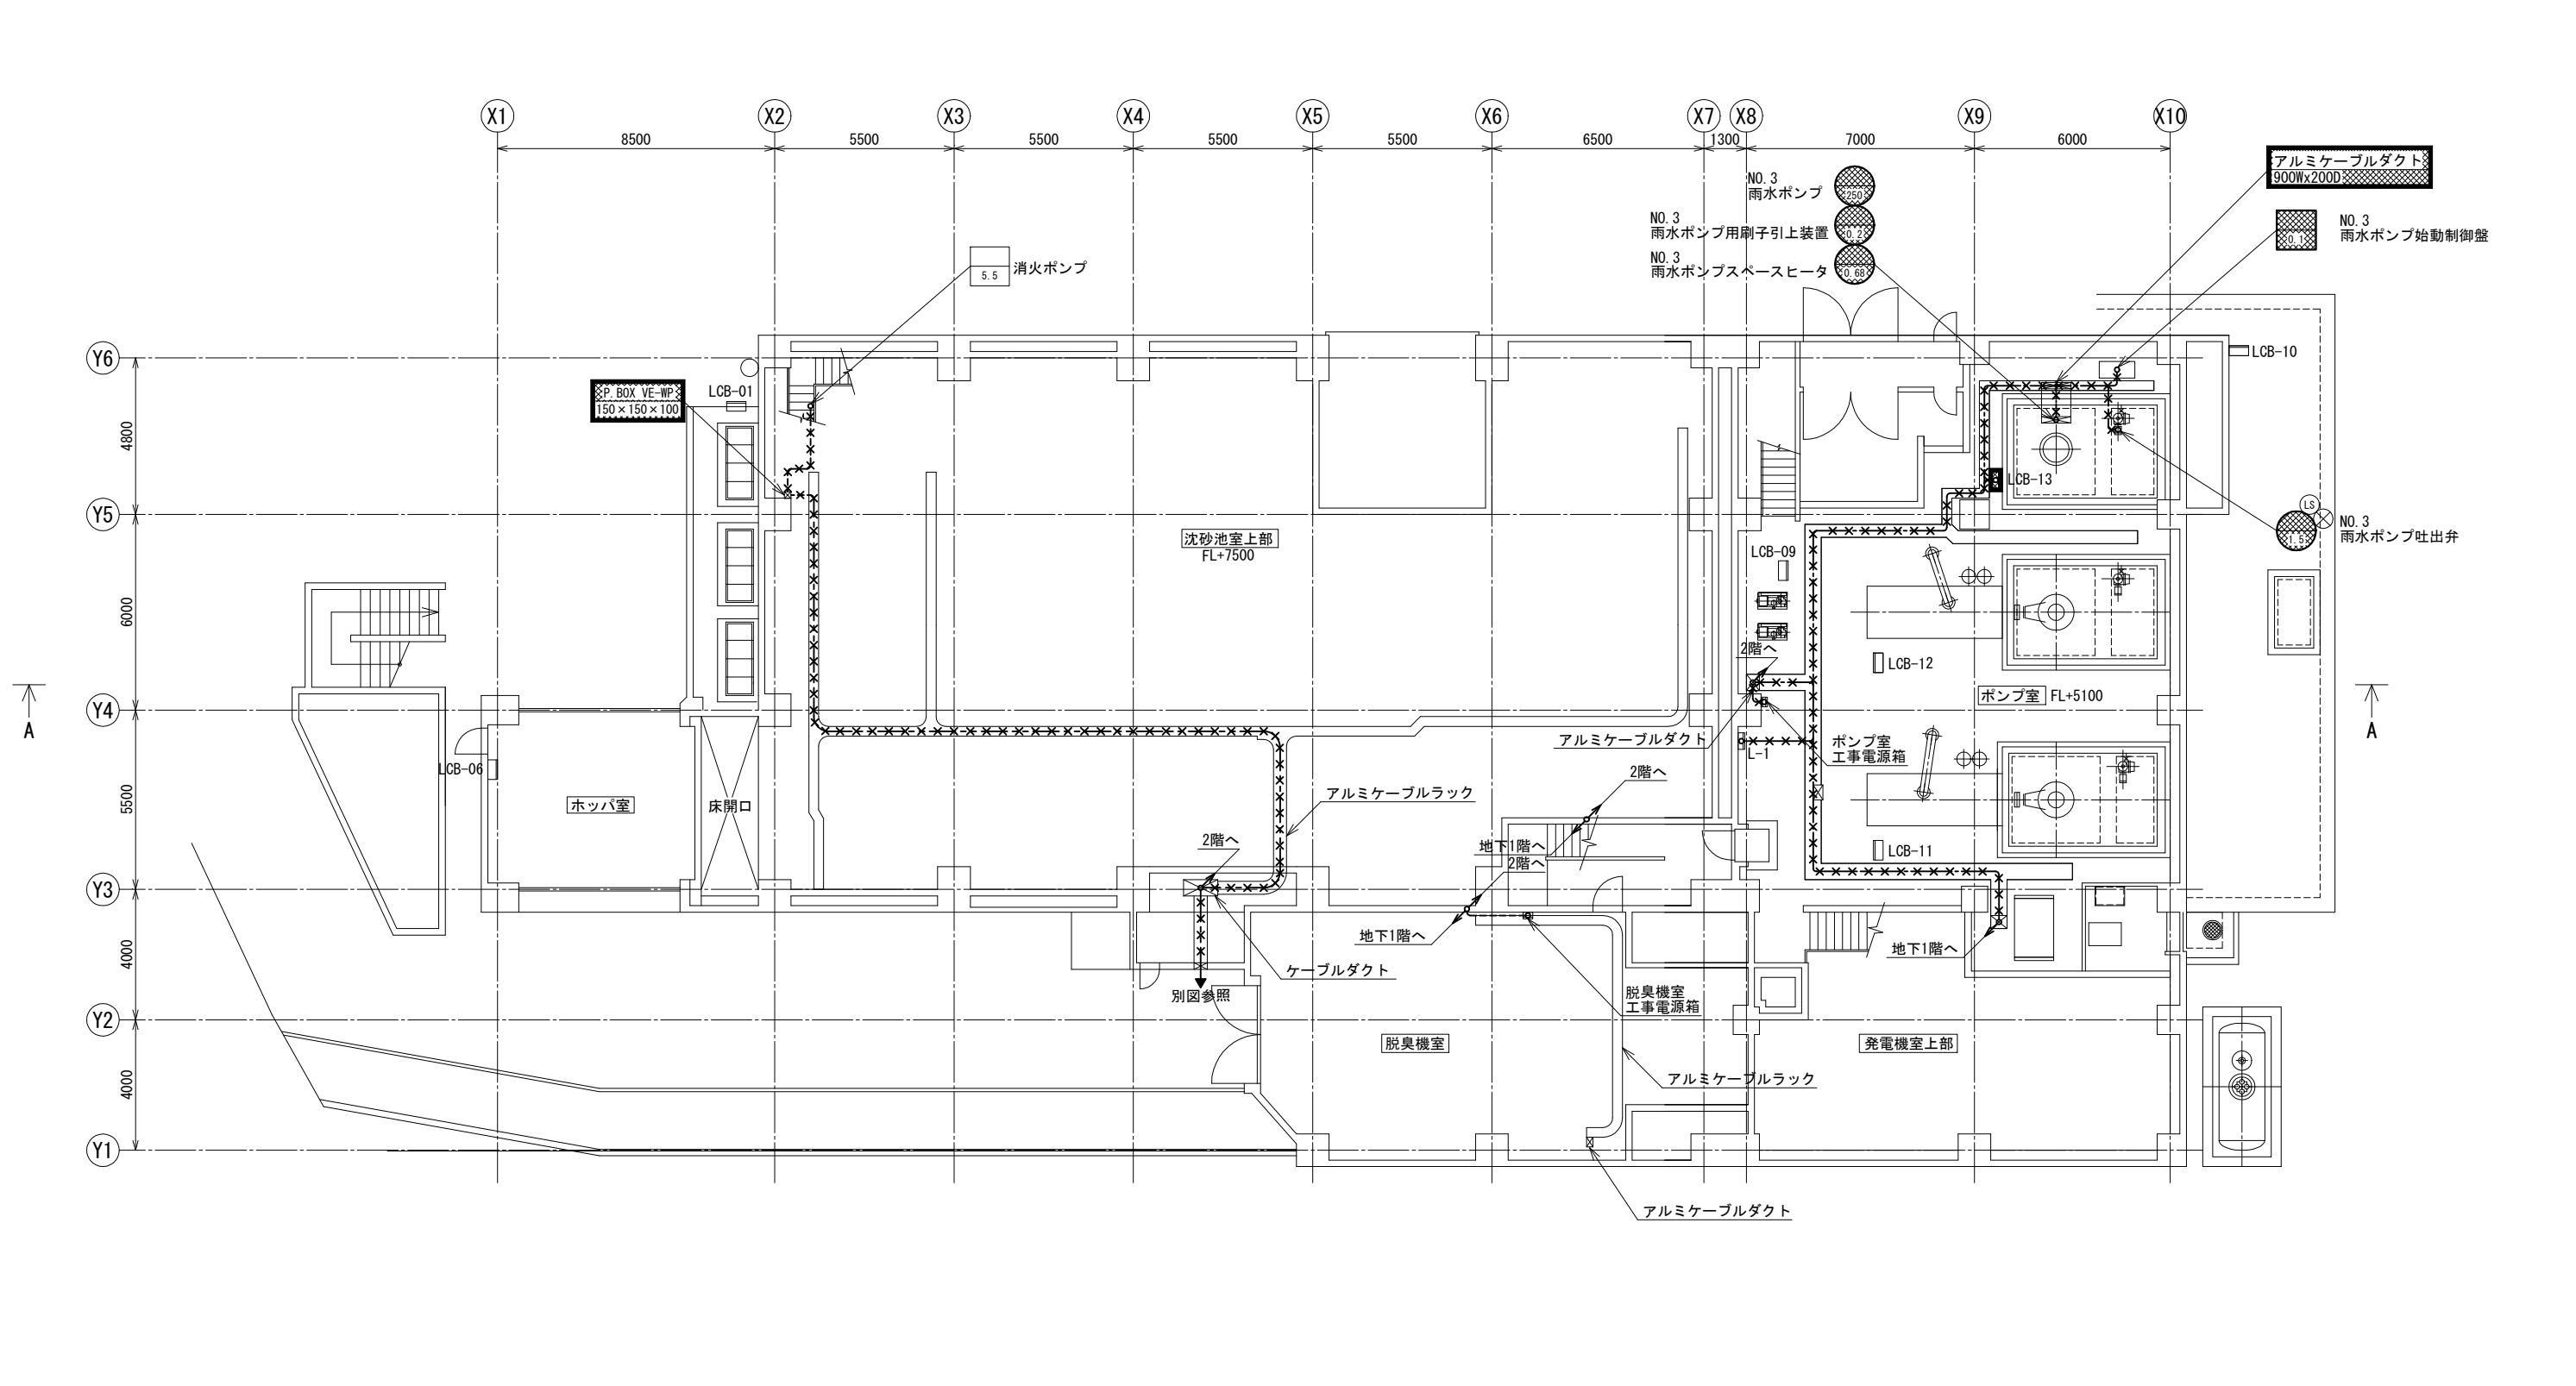 X1
X2
X3
X4
X5
X6
X7
X8
X9
X10
8500
5500
5500
5500
5500
6500
1300
7000
6000
アルミケーブルダクト
900Wx200D
NO.3
雨水ポンプ
250
NO.3
雨水ポンプ用刷子引上装置
0.2
NO.3
雨水ポンプスペースヒータ
0.68
0.1
NO.3
雨水ポンプ始動制御盤
5.5
消火ポンプ
Y6
Y5
Y4
Y3
Y2
Y1
4800
6000
5500
4000
4000
LCB-10
P.BOX VE-WP
150×150×100
LCB-01
LCB-13
LS
1.5
NO.3
雨水ポンプ吐出弁
沈砂池室上部
FL+7500
LCB-09
2階へ
LCB-12
ポンプ室 FL+5100
A
A
アルミケーブルダクト
L-1
ポンプ室
工事電源箱
LCB-06
ホッパ室
床開口
2階へ
アルミケーブルラック
2階へ
地下1階へ
2階へ
LCB-11
地下1階へ
地下1階へ
ケーブルダクト
別図参照
脱臭機室
工事電源箱
脱臭機室
発電機室上部
アルミケーブルラック
アルミケーブルダクト